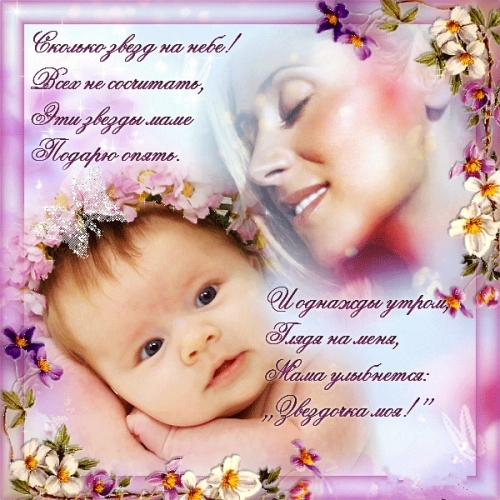 Сколько звезд на небе!
Всех не сосчитать,
Эти звезды маме
Подарю опять.
И однажды утром,
Глядя на меня,
Мама улыбнется:
,,Звездочка моя!”